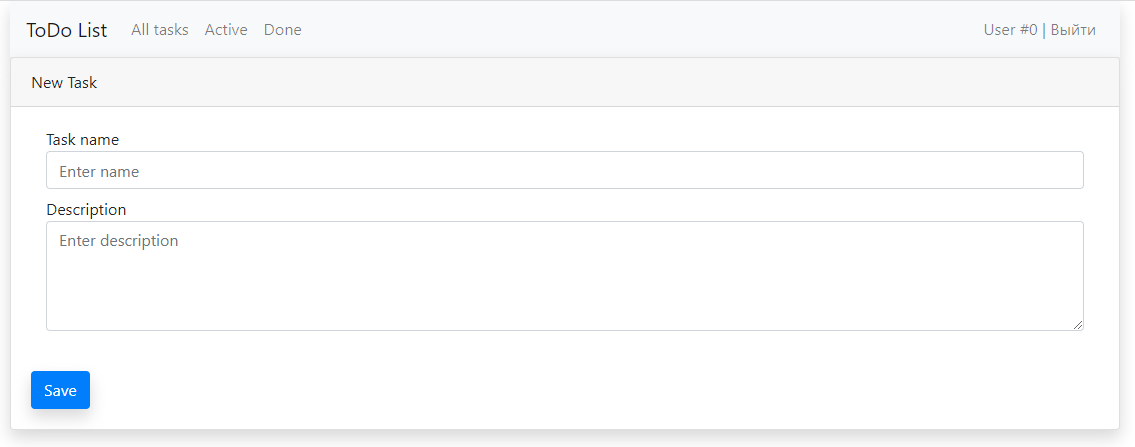 ToDo List All tasks Active Done User #0 | Выйти
New Task
Task name
Enter name
Description
Enter description
Save